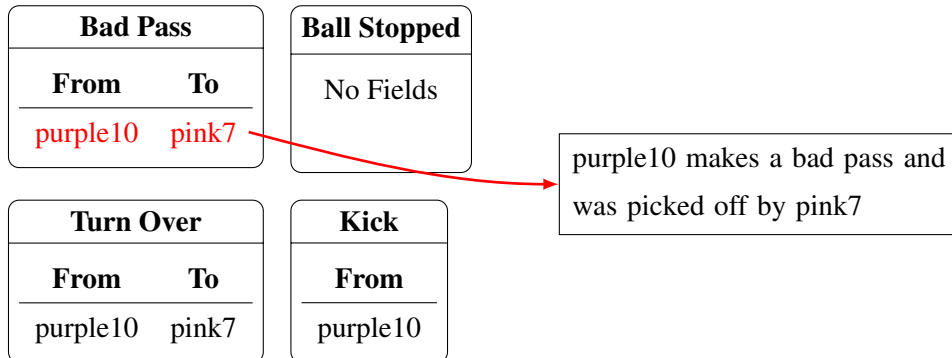 Bad Pass
From To
purple10 pink7
Ball Stopped
No Fields
purple10 makes a bad pass and
was picked off by pink7
Turn Over
From To
purple10 pink7
Kick
From
purple10